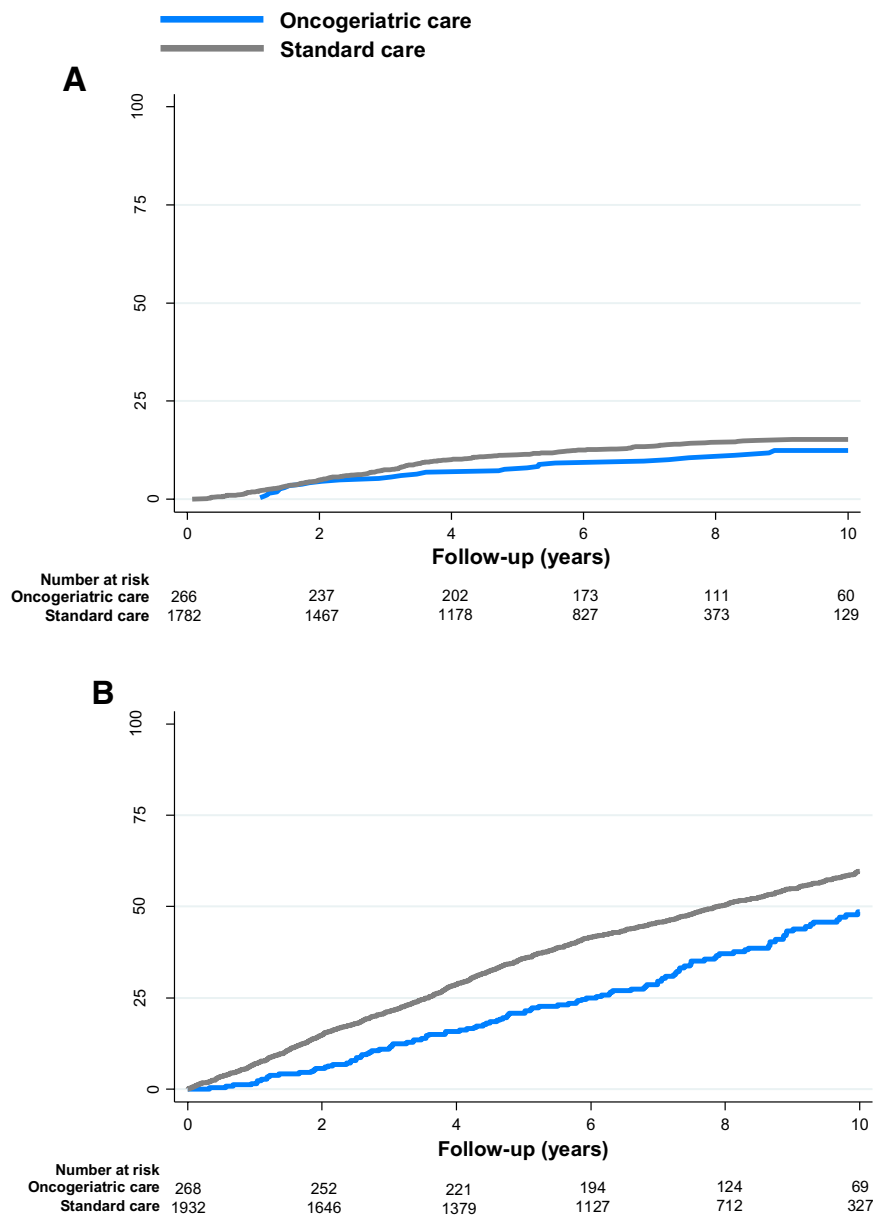 Oncogeriatric care
Standard care
A
100
75
50
25
0
0 2 4 6 8 10
Follow-up (years)
Number at risk
Oncogeriatric care 266 237 202 173 111 60
Standard care 1782 1467 1178 827 373 129
B
100
75
50
25
0
0 2 4 6 8 10
Follow-up (years)
Number at risk
Oncogeriatric care 268 252 221 194 124 69
Standard care 1932 1646 1379 1127 712 327